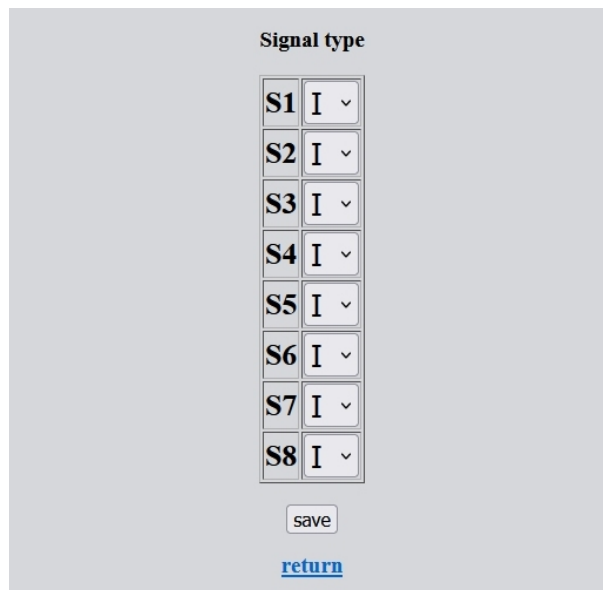 Signal type
S1 I
S2 I
S3 I
S4 I
S5 I
S6 I
S7 I
S8 I
save
return